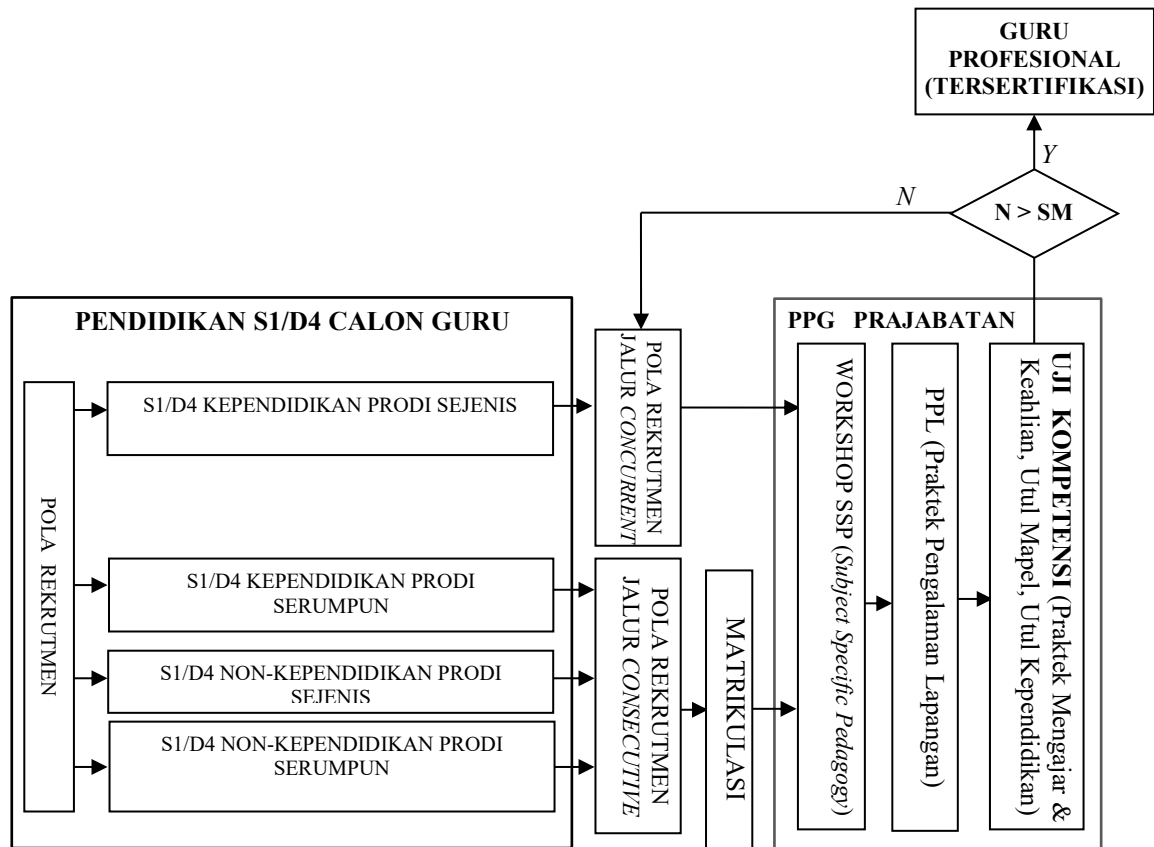 GURU
PROFESIONAL
(TERSERTIFIKASI)
Y
N
N > SM
PENDIDIKAN S1/D4 CALON GURU
POLA REKRUTMEN
S1/D4 KEPENDIDIKAN PRODI SEJENIS
S1/D4 KEPENDIDIKAN PRODI
SERUMPUN
S1/D4 NON-KEPENDIDIKAN PRODI
SEJENIS
S1/D4 NON-KEPENDIDIKAN PRODI
SERUMPUN
POLA REKRUTMEN
JALUR CONCURRENT
POLA REKRUTMEN
JALUR CONSECUTIVE
MATRIKULASI
PPG PRAJABATAN
WORKSHOP SSP (Subject Specific Pedagogy)
PPL (Praktek Pengalaman Lapangan)
UJI KOMPETENSI (Praktek Mengajar &
Keahlian, Utul Mapel, Utul Kependidikan)